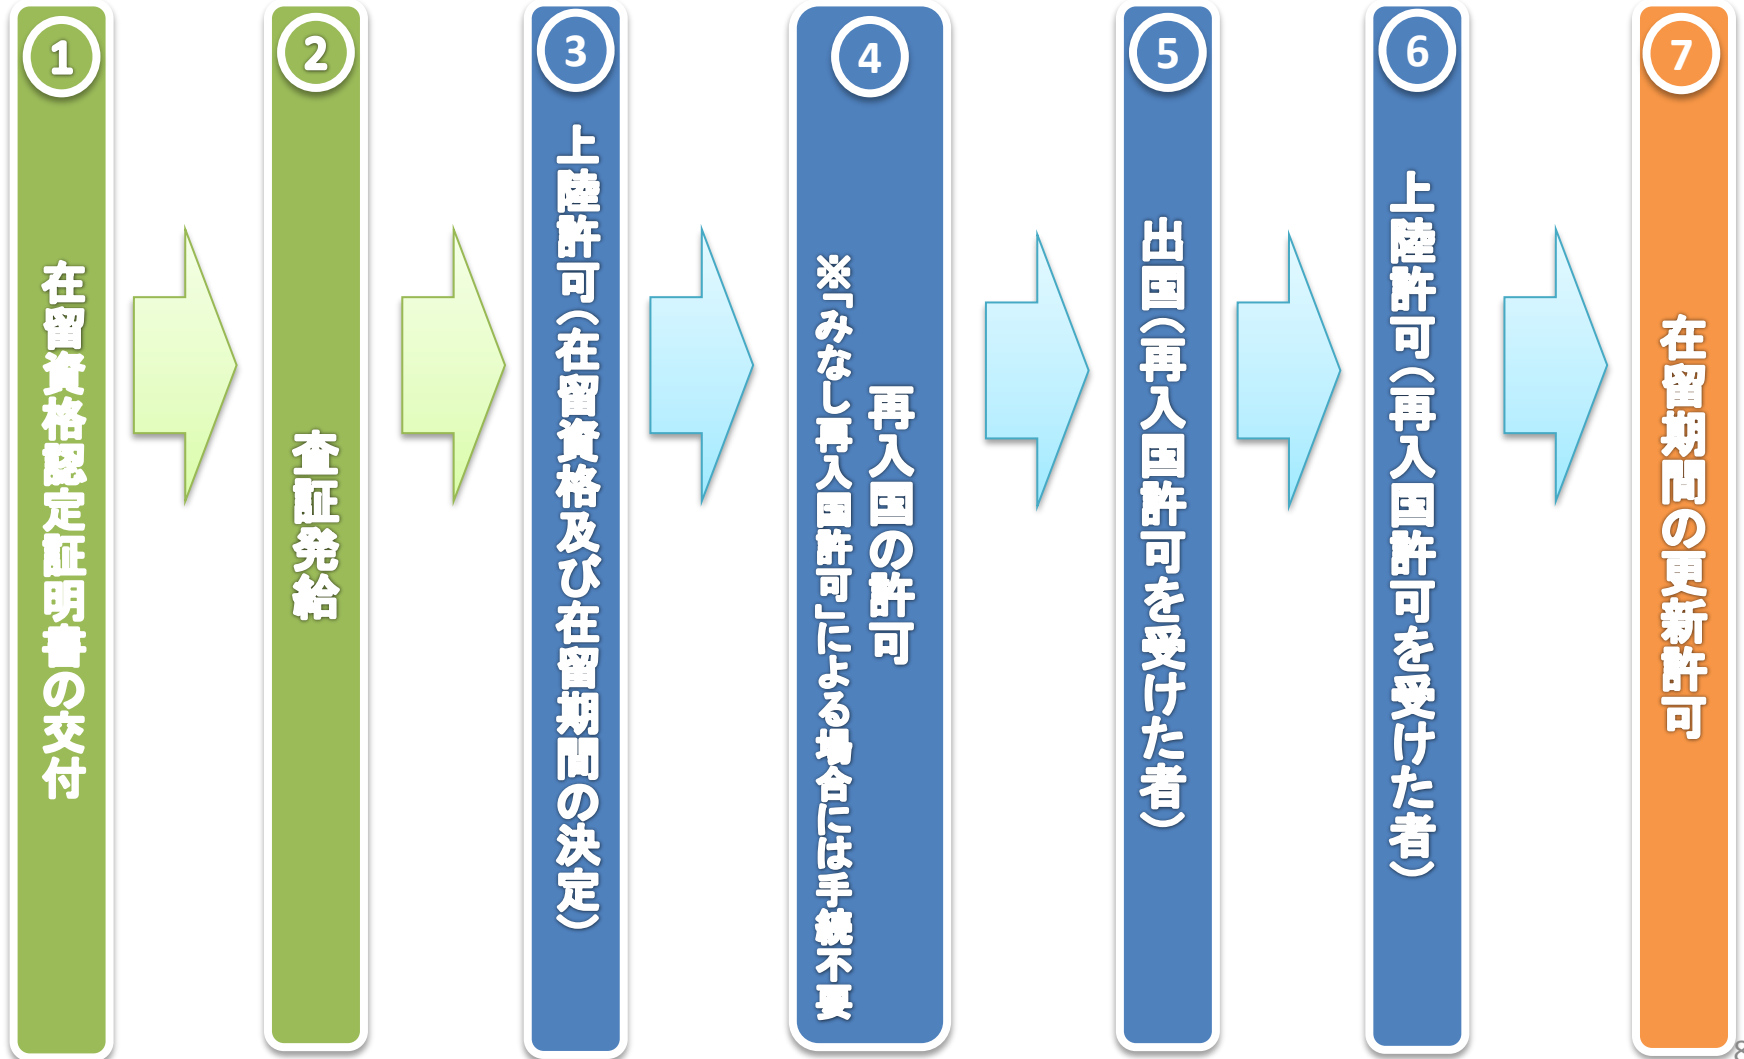 ①
在留資格認定証明書の交付
②
査証発給
③
上陸許可（在留資格及び在留期間の決定）
④
再入国の許可
※「みなし再入国許可」による場合には手続不要
⑤
出国（再入国許可を受けた者）
⑥
上陸許可（再入国許可を受けた者）
⑦
在留期間の更新許可
8